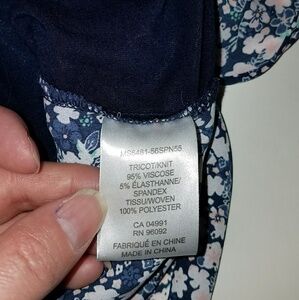 MS6481-56SPN55
TRICOT/KNIT
95% VISCOSE
5% ÉLASTHANNE/
SPANDEX
TISSU/WOVEN
100% POLYESTER
CA 04991
RN 96092
FABRIQUÉ EN CHINE
MADE IN CHINA